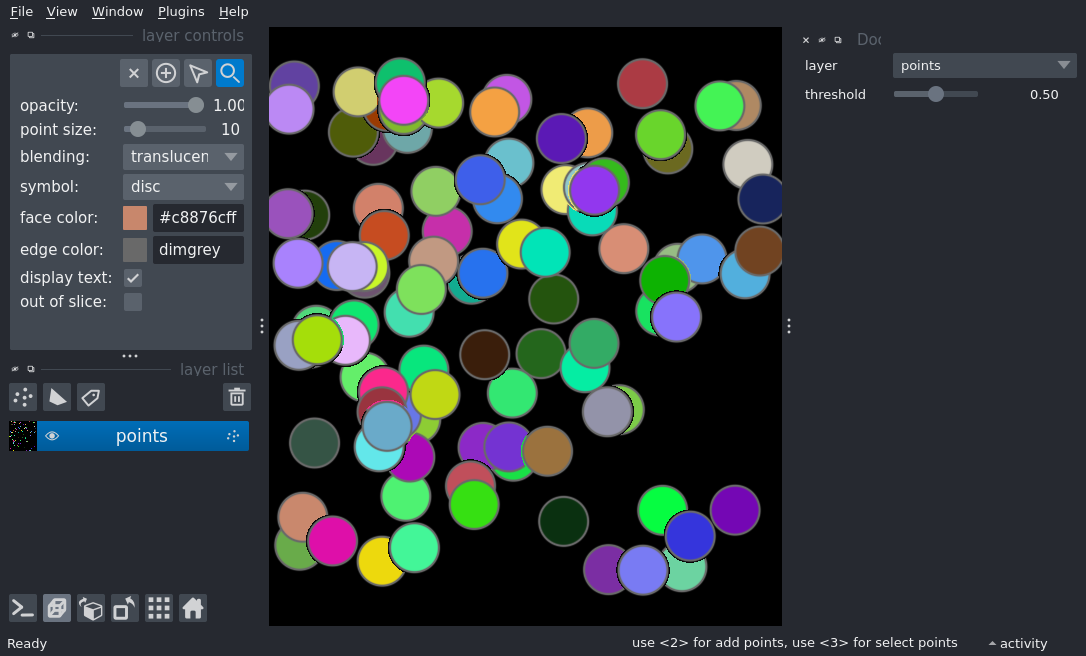 File View Window Plugins Help
layer controls
opacity: 1.00
point size: 10
blending: translucen
symbol: disc
face color: #c8876cff
edge color: dimgrey
display text:
out of slice:
layer list
points
Doc
layer points
threshold 0.50
Ready
use <2> for add points, use <3> for select points
activity